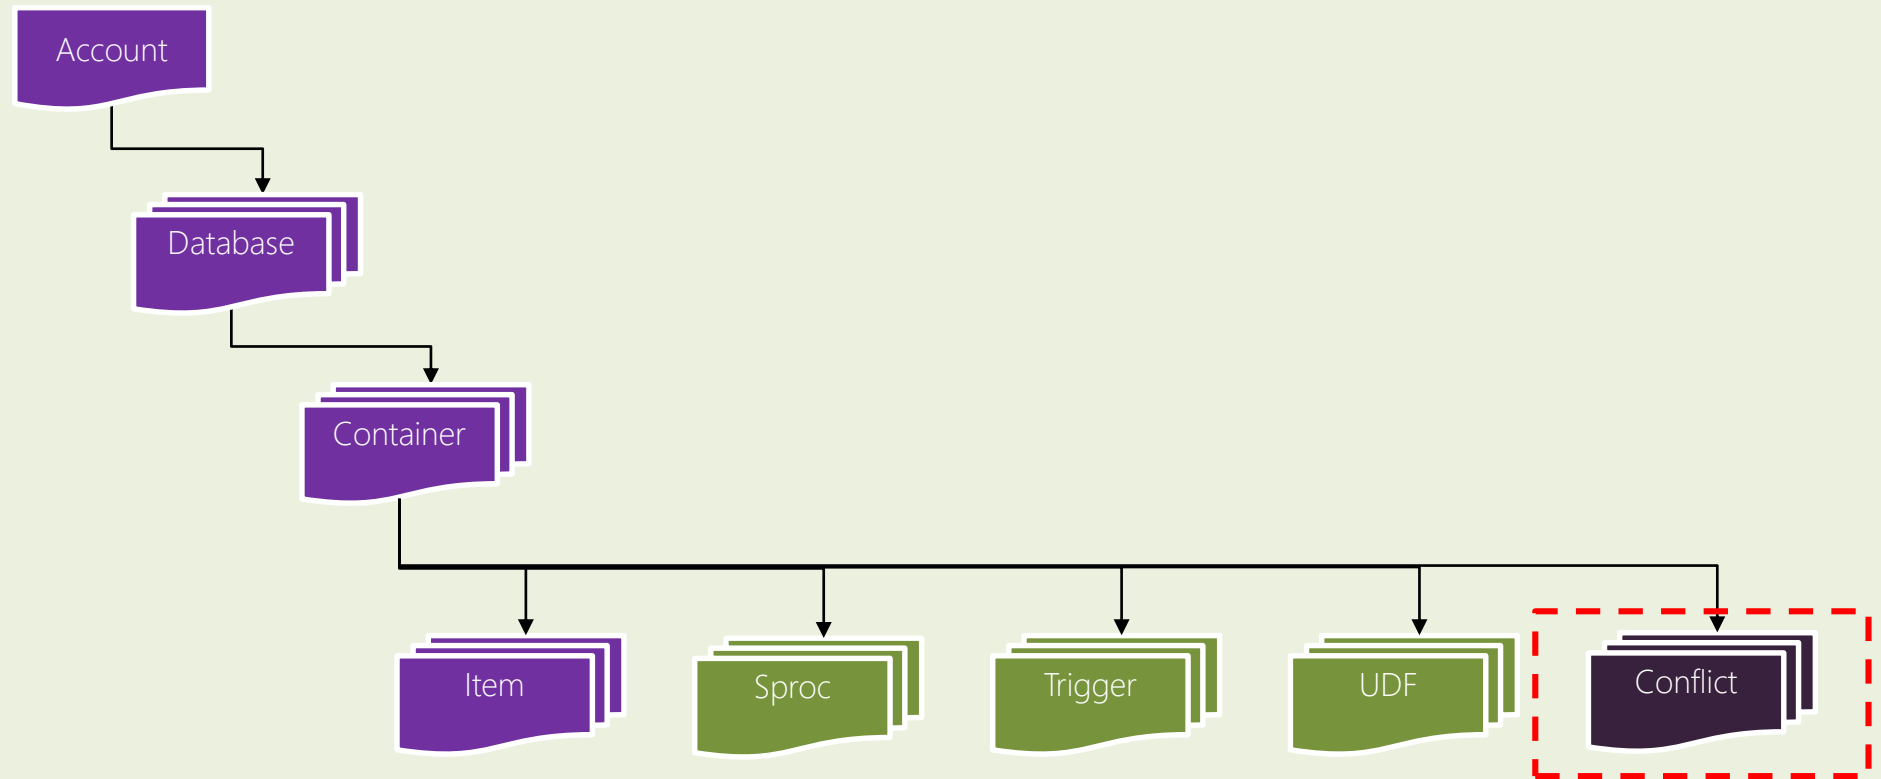 Account
Database
Container
Item
Sproc
Trigger
UDF
Conflict